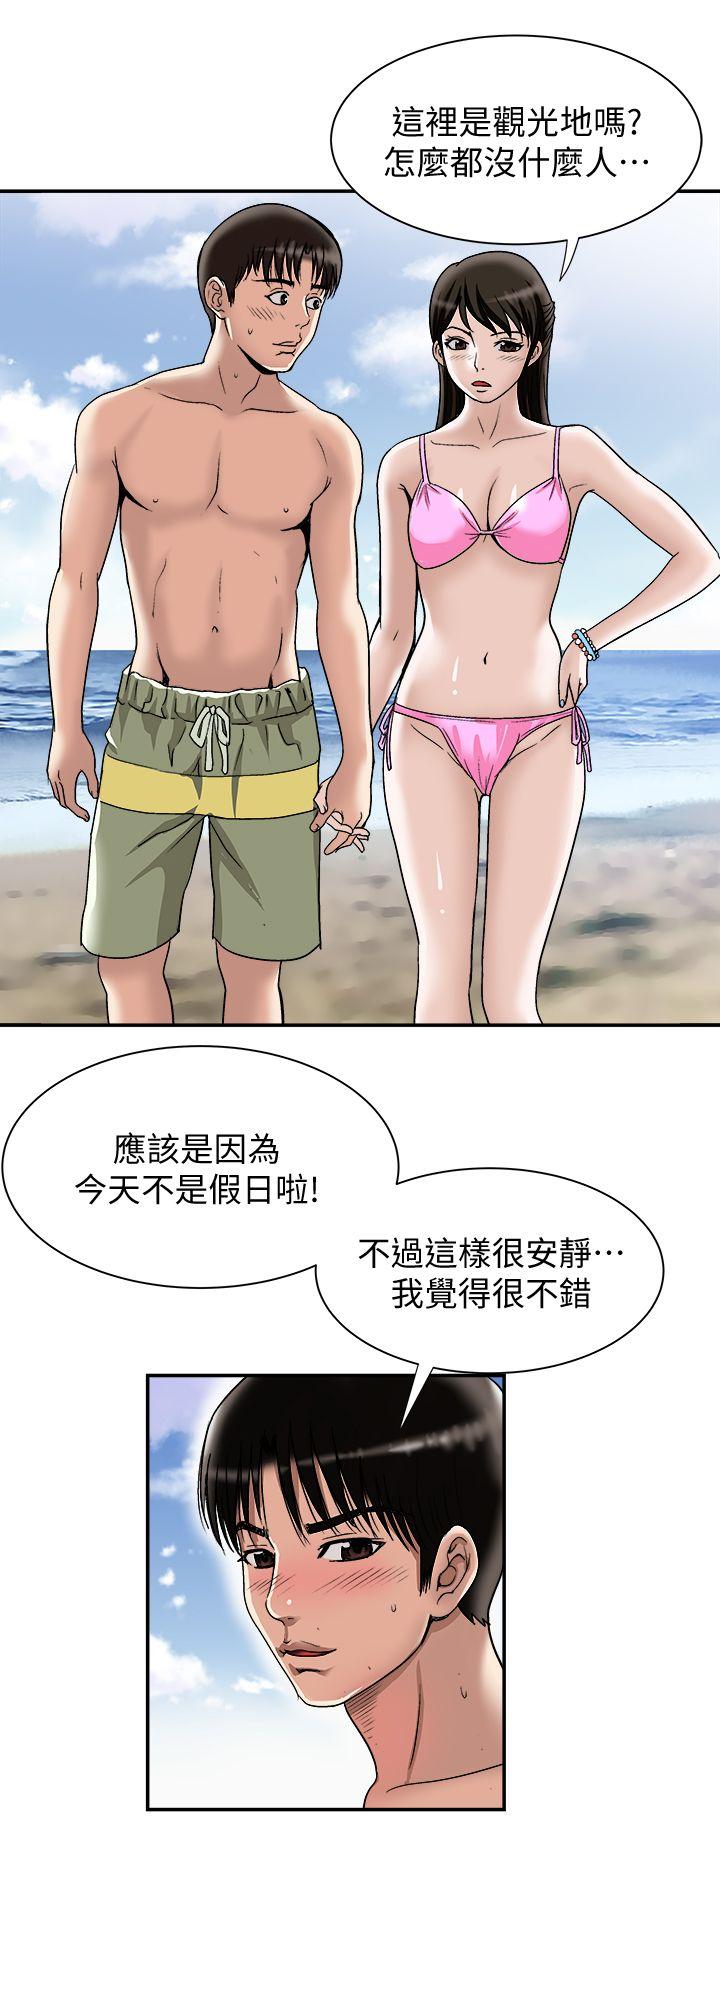 這裡是觀光地嗎?
怎麼都沒什麼人⋯
應該是因為
今天不是假日啦!
不過這樣很安靜⋯
我覺得很不錯